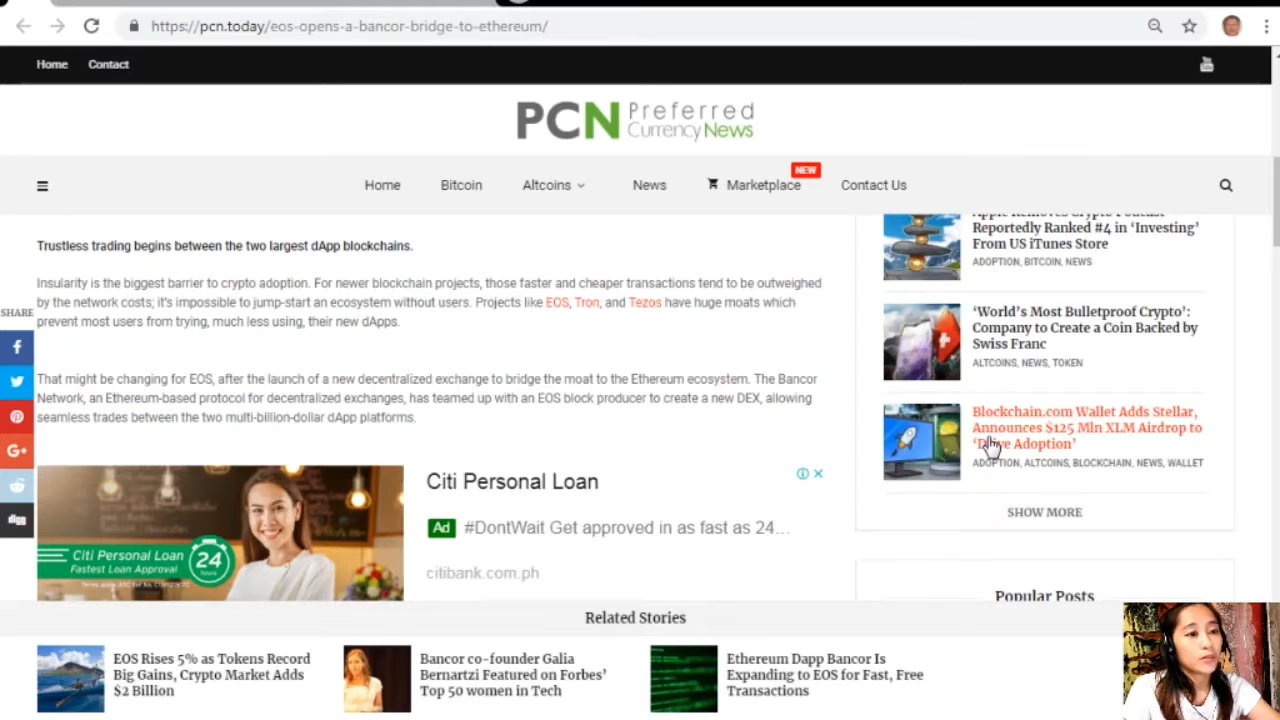 https://pcn.today/eos-opens-a-bancor-bridge-to-ethereum/
Home Contact
PCN Preferred
Currency News
NEW
Home Bitcoin Altcoins News Marketplace Contact Us
Trustless trading begins between the two largest dApp blockchains.
Insularity is the biggest barrier to crypto adoption. For newer blockchain projects, those faster and cheaper transactions tend to be outweighed
by the network costs; it's impossible to jump-start an ecosystem without users. Projects like EOS, Tron, and Tezos have huge moats which
prevent most users from trying, much less using, their new dApps.
That might be changing for EOS, after the launch of a new decentralized exchange to bridge the moat to the Ethereum ecosystem. The Bancor
Network, an Ethereum-based protocol for decentralized exchanges, has teamed up with an EOS block producer to create a new DEX, allowing
seamless trades between the two multi-billion-dollar dApp platforms.
SHARE
G+
digg
Citi Personal Loan
Fastest Loan Approval
24
Citi Personal Loan
Ad #DontWait Get approved in as fast as 24...
citibank.com.ph
Apple Removes Crypto Podcast
Reportedly Ranked #4 in ‘Investing’
From US iTunes Store
ADOPTION, BITCOIN, NEWS
‘World’s Most Bulletproof Crypto’:
Company to Create a Coin Backed by
Swiss Franc
ALTCOINS, NEWS, TOKEN
Blockchain.com Wallet Adds Stellar,
Announces $125 Mln XLM Airdrop to
‘Drive Adoption’
ADOPTION, ALTCOINS, BLOCKCHAIN, NEWS, WALLET
SHOW MORE
Popular Posts
Related Stories
EOS Rises 5% as Tokens Record
Big Gains, Crypto Market Adds
$2 Billion
Bancor co-founder Galia
Bernartzi Featured on Forbes’
Top 50 women in Tech
Ethereum Dapp Bancor Is
Expanding to EOS for Fast, Free
Transactions